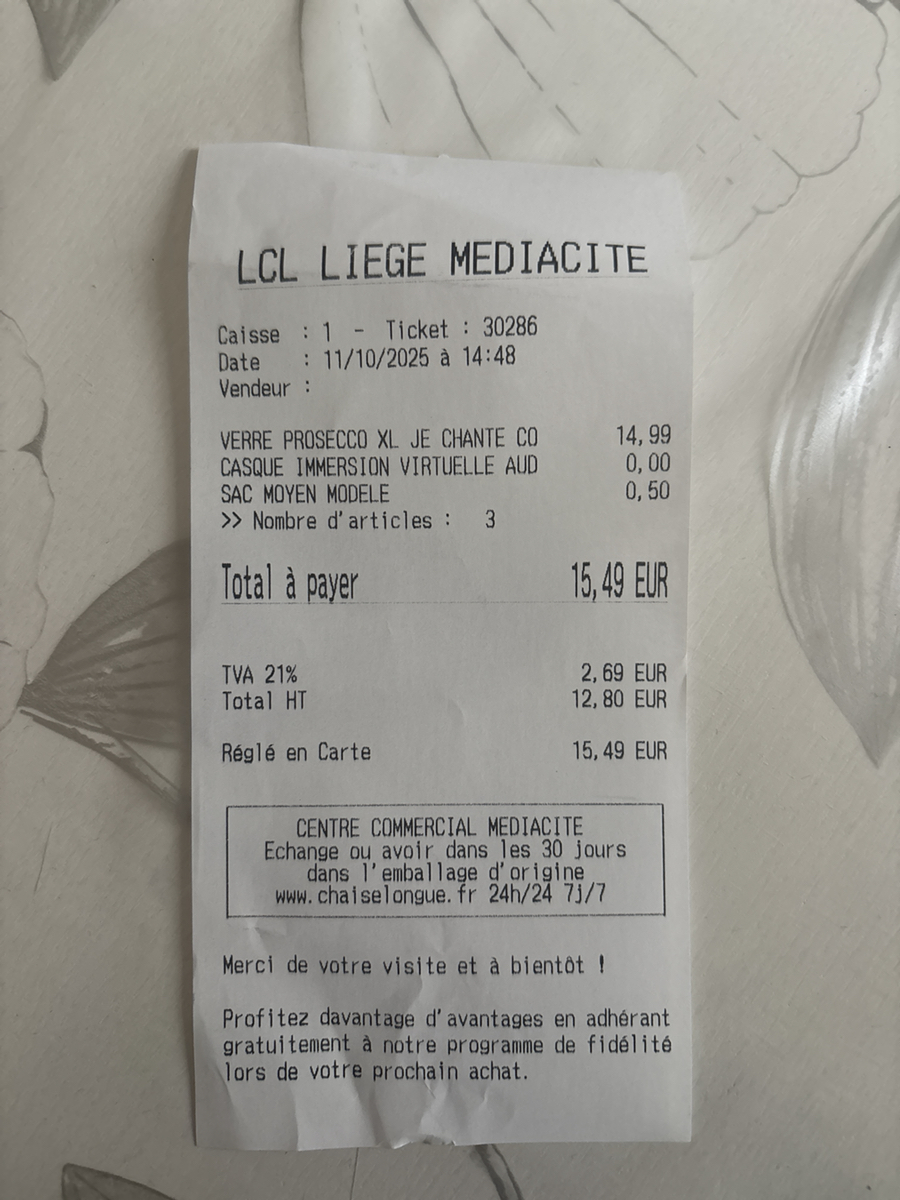 LCL LIEGE MEDIACITE
Caisse : 1 - Ticket : 30286
Date : 11/10/2025 à 14:48
Vendeur :
VERRE PROSECCO XL JE CHANTE CO 14,99
CASQUE IMMERSION VIRTUELLE AUD 0,00
SAC MOYEN MODELE 0,50
>> Nombre d'articles : 3
Total à payer 15,49 EUR
TVA 21% 2,69 EUR
Total HT 12,80 EUR
Réglé en Carte 15,49 EUR
CENTRE COMMERCIAL MEDIACITE
Echange ou avoir dans les 30 jours
dans l'emballage d'origine
www.chaiselongue.fr 24h/24 7j/7
Merci de votre visite et à bientôt !
Profitez davantage d'avantages en adhérant
gratuitement à notre programme de fidélité
lors de votre prochain achat.